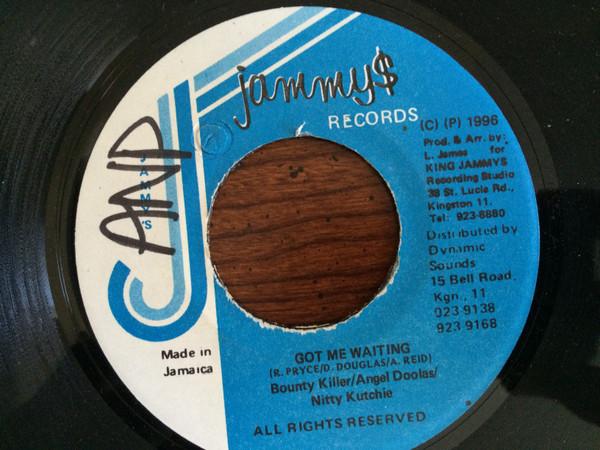 jammy$
RECORDS
(C) (P) 1996
Prod. & Arr. by:
L. James for
KING JAMMYS
Recording Studio
38 St. Lucia Rd.,
Kingston 11.
Tel: 923-8880
Distributed by
Dynamic
Sounds
15 Bell Road
Kgn., 11
923 9138
923 9168
AND
JAMMY'S
Made in
Jamaica
GOT ME WAITING
(R. PRYCE/D. DOUGLAS/A. REID)
Bounty Killer/Angel Doolas/
Nitty Kutchie
ALL RIGHTS RESERVED